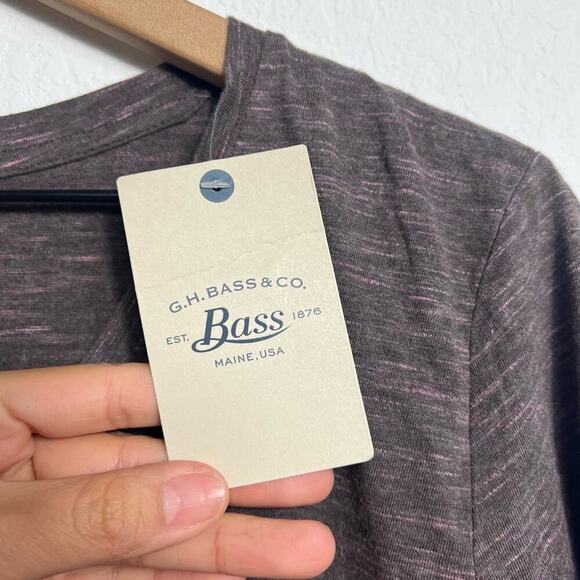 G.H. BASS & CO.
EST. Bass 1876
MAINE, USA